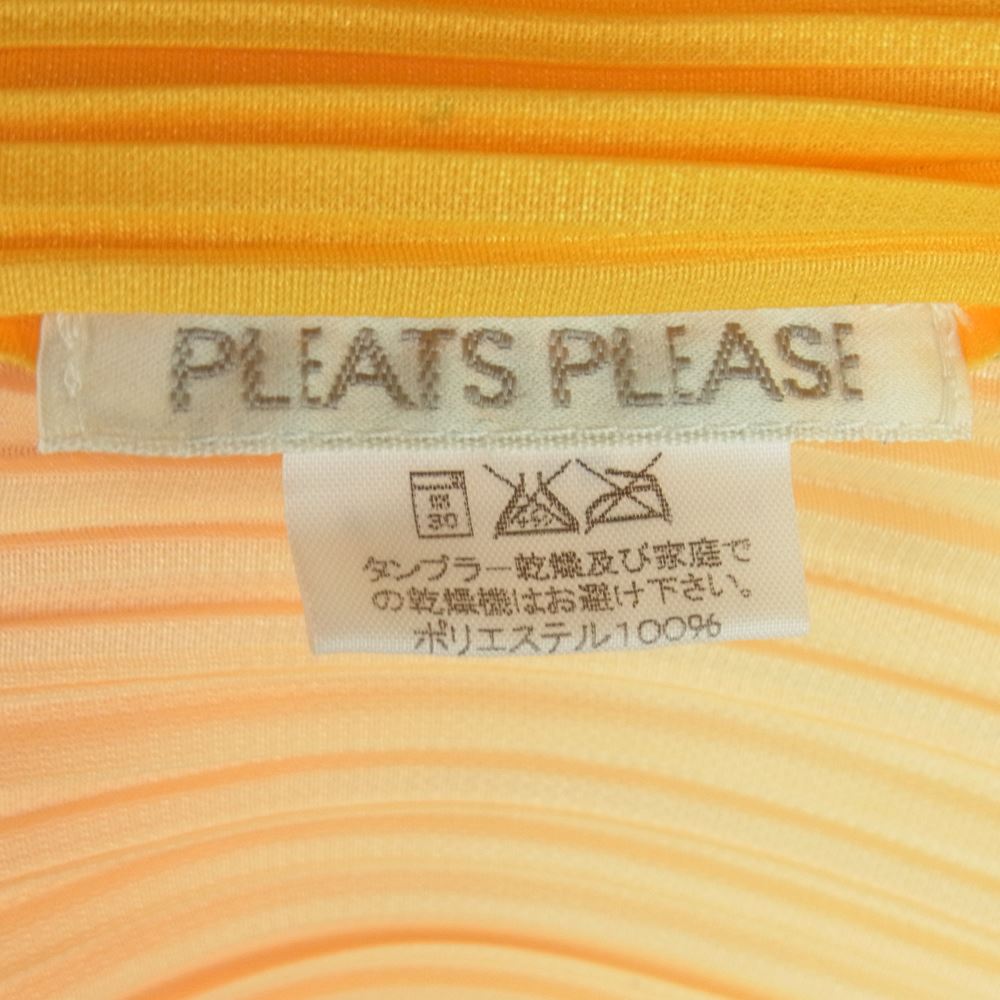 PLEATS PLEASE
30
タンブラー乾燥及び家庭で
の乾燥機はお避け下さい。
ポリエステル100%